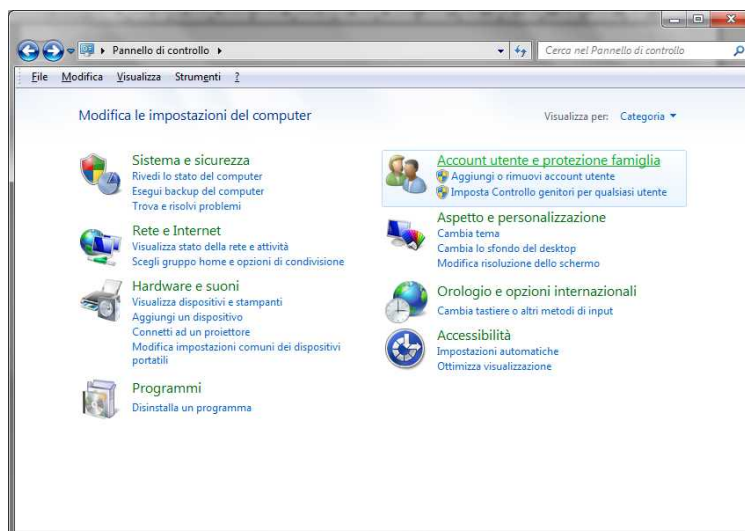 Pannello di controllo
Cerca nel Pannello di controllo
File Modifica Visualizza Strumenti ?
Modifica le impostazioni del computer
Visualizza per: Categoria
Sistema e sicurezza
Rivedi lo stato del computer
Esegui backup del computer
Trova e risolvi problemi
Rete e Internet
Visualizza stato della rete e attività
Scegli gruppo home e opzioni di condivisione
Hardware e suoni
Visualizza dispositivi e stampanti
Aggiungi un dispositivo
Connetti ad un proiettore
Modifica impostazioni comuni dei dispositivi
portatili
Programmi
Disinstalla un programma
Account utente e protezione famiglia
Aggiungi o rimuovi account utente
Imposta Controllo genitori per qualsiasi utente
Aspetto e personalizzazione
Cambia tema
Cambia lo sfondo del desktop
Modifica risoluzione dello schermo
Orologio e opzioni internazionali
Cambia tastiere o altri metodi di input
Accessibilità
Impostazioni automatiche
Ottimizza visualizzazione